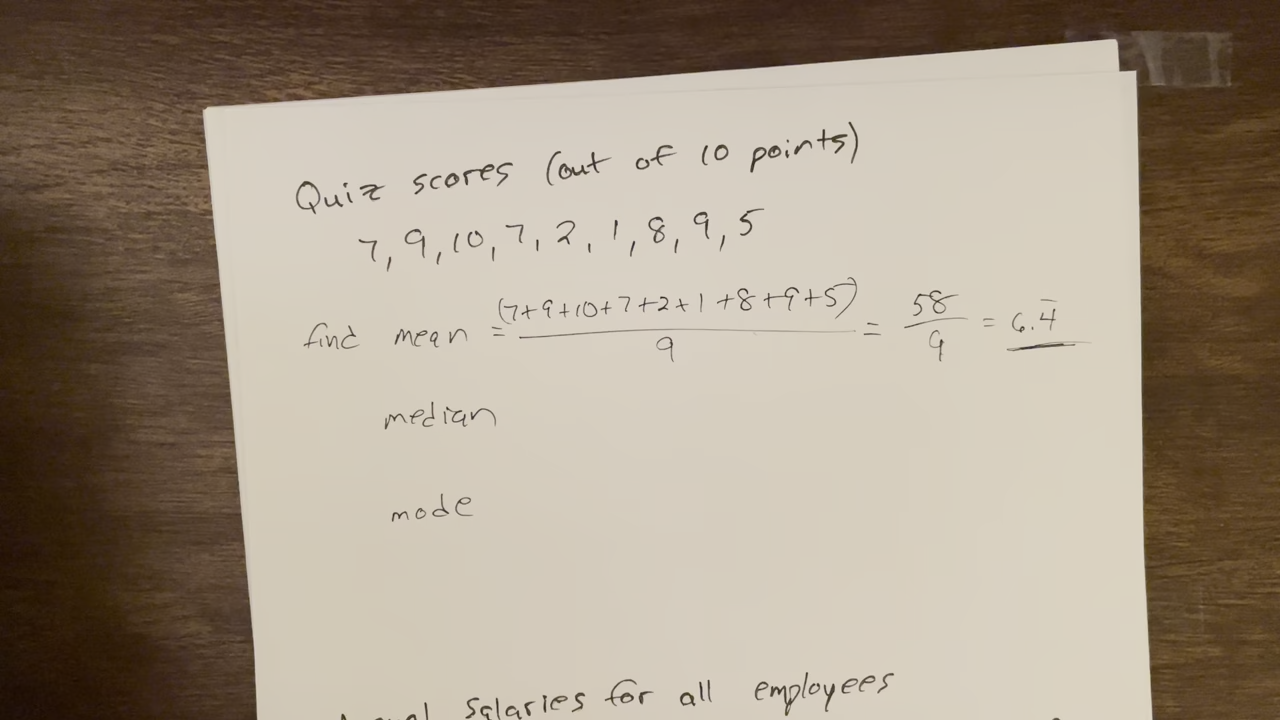 Quiz scores (out of 10 points)
7, 9, 10, 7, 2, 1, 8, 9, 5
find mean = (7+9+10+7+2+1+8+9+5)/9 = 58/9 = 6.4̅
median
mode
salaries for all employees